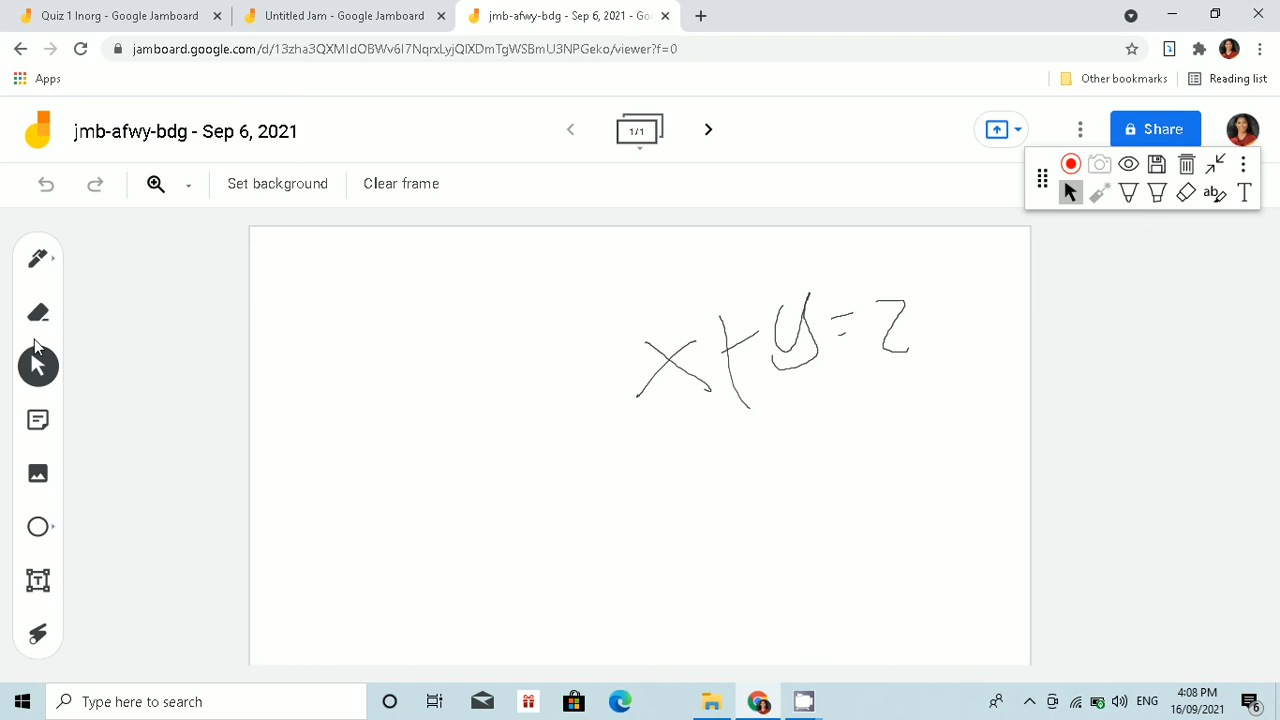 Quiz 1 Inorg - Google Jamboard
Untitled Jam - Google Jamboard
jmb-afwy-bdg - Sep 6, 2021 - Go
jamboard.google.com/d/13zha3QXMIdOBWv6I7NqrxLyjQlXDmTgWSBmU3NPGeko/viewer?f=0
Apps
Other bookmarks
Reading list
jmb-afwy-bdg - Sep 6, 2021
1/1
Share
Set background
Clear frame
ab
T
x+y=z
T
Type here to search
ENG
4:08 PM
16/09/2021
6